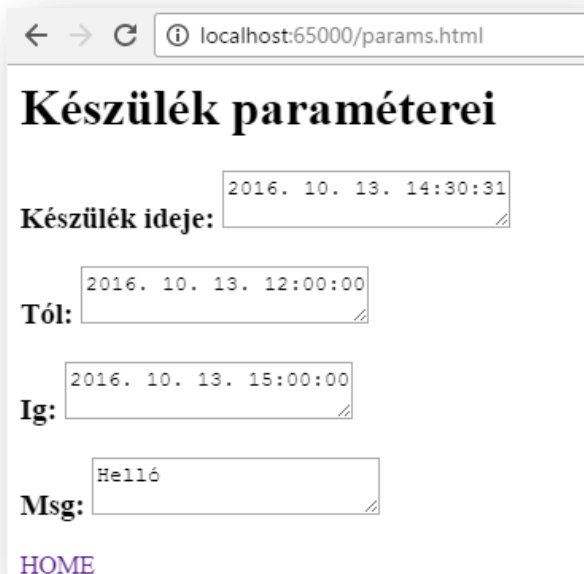 localhost:65000/params.html
Készülék paraméterei
Készülék ideje: 2016. 10. 13. 14:30:31
Tól: 2016. 10. 13. 12:00:00
Ig: 2016. 10. 13. 15:00:00
Msg: Helló
HOME